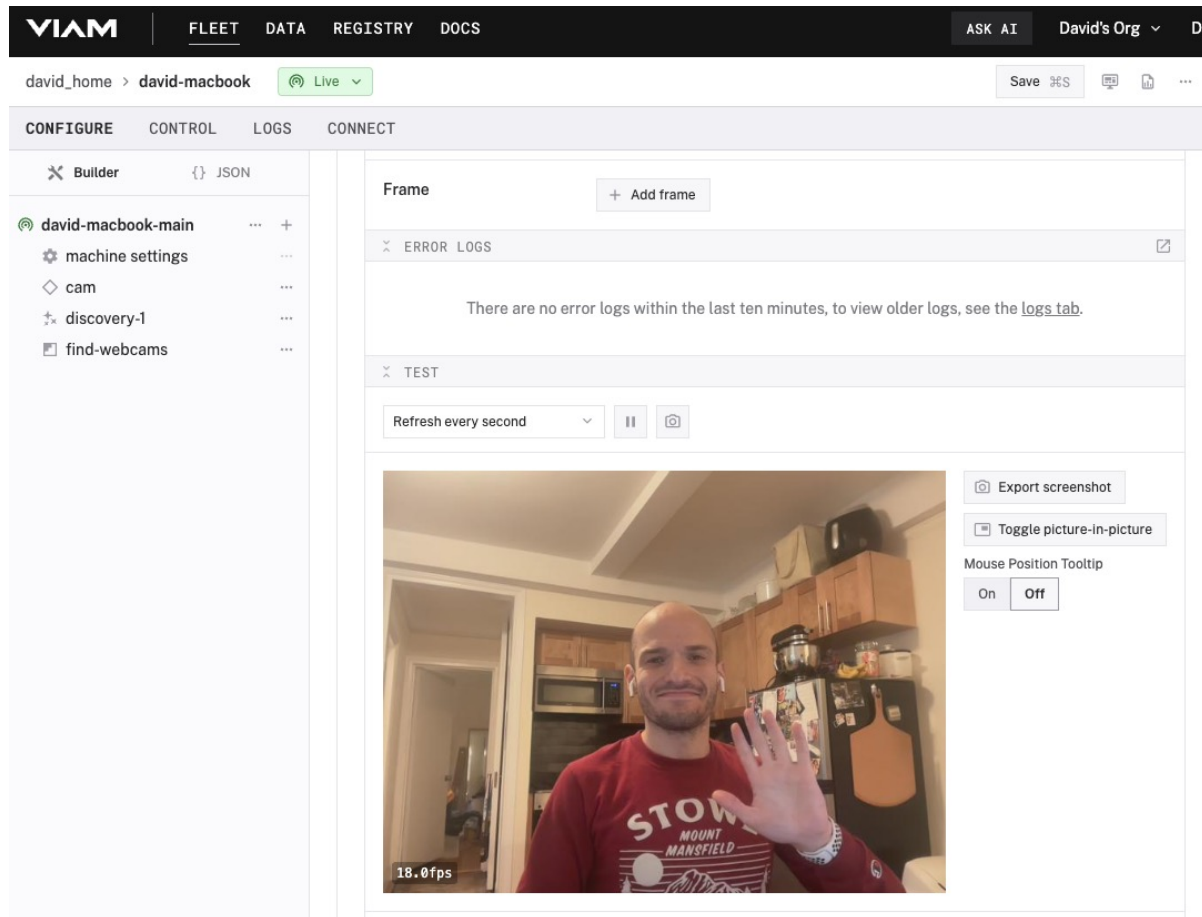 VIAM FLEET DATA REGISTRY DOCS ASK AI David's Org D
david_home > david-macbook Live Save ⌘S ...
CONFIGURE CONTROL LOGS CONNECT
Builder {} JSON
david-macbook-main ... +
machine settings ...
cam ...
discovery-1 ...
find-webcams ...
Frame + Add frame
ERROR LOGS
There are no error logs within the last ten minutes, to view older logs, see the logs tab.
TEST
Refresh every second
Export screenshot
Toggle picture-in-picture
Mouse Position Tooltip
On Off
STOWE
MOUNT
MANSFIELD
18.0fps